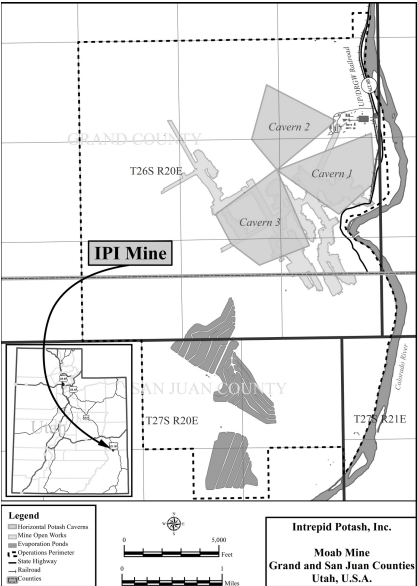 UP/DRGW Railroad
GRAND COUNTY
Cavern 2
T26S R20E
Cavern 1
Cavern 3
IPI Mine
SAN JUAN COUNTY
Colorado River
Utah
T27S R20E
T27S R21E
Legend
Horizontal Potash Caverns
Mine Open Works
Evaporation Ponds
Operations Perimeter
State Highway
Railroad
Counties
0 5,000
Feet
0 1
Miles
Intrepid Potash, Inc.
Moab Mine
Grand and San Juan Counties
Utah, U.S.A.